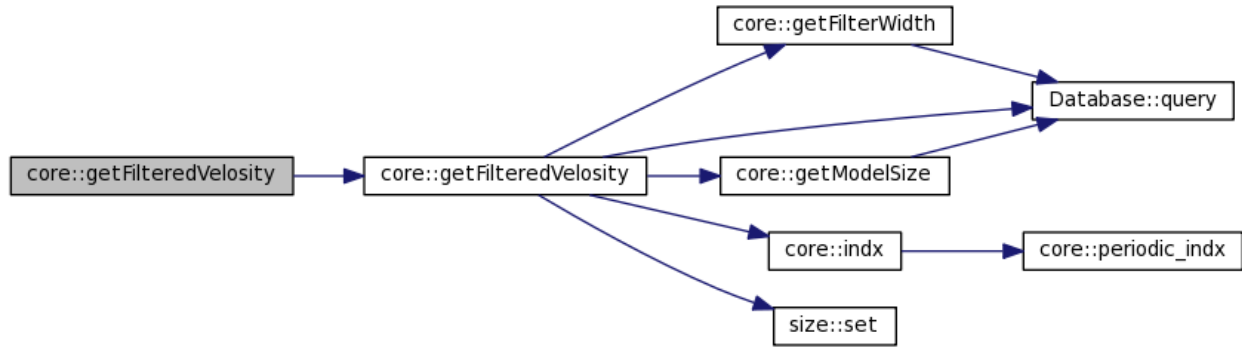 core::getFilterWidth
Database::query
core::getFilteredVelosity
core::getFilteredVelosity
core::getModelSize
core::indx
core::periodic_indx
size::set